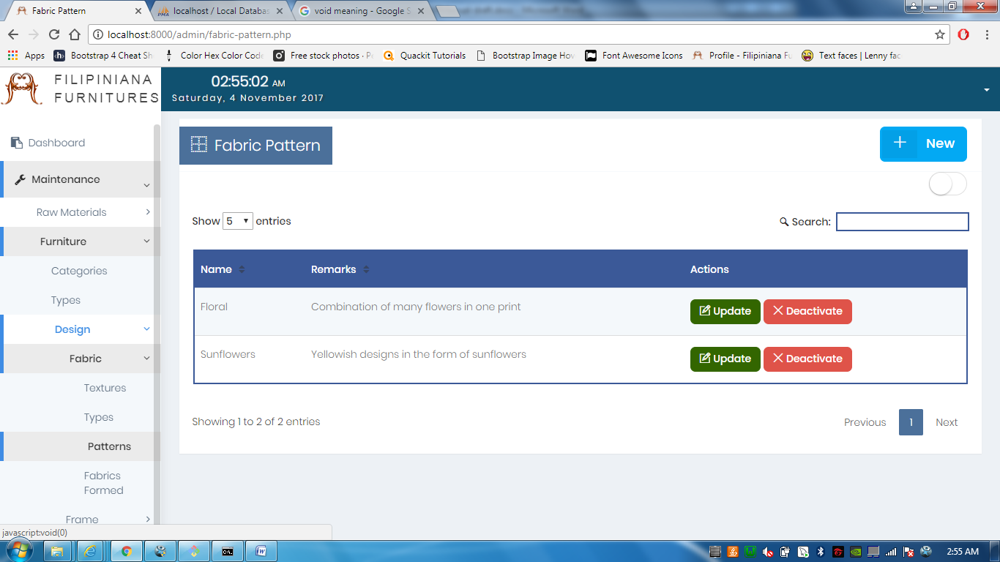 Fabric Pattern
localhost / Local Databas
void meaning - Google S
localhost:8000/admin/fabric-pattern.php
Apps
Bootstrap 4 Cheat Sh
Color Hex Color Code
Free stock photos · Pe
Quackit Tutorials
Bootstrap Image Hov
Font Awesome Icons
Profile - Filipiniana Fu
Text faces | Lenny fac
FILIPINIANA
FURNITURES
02:55:02 AM
Saturday, 4 November 2017
Dashboard
Maintenance
Raw Materials
Furniture
Categories
Types
Design
Fabric
Textures
Types
Patterns
Fabrics
Formed
Frame
Fabric Pattern
+ New
Show 5 entries
Search:
Name Remarks Actions
Floral Combination of many flowers in one print Update Deactivate
Sunflowers Yellowish designs in the form of sunflowers Update Deactivate
Showing 1 to 2 of 2 entries
Previous 1 Next
javascript:void(0)
2:55 AM